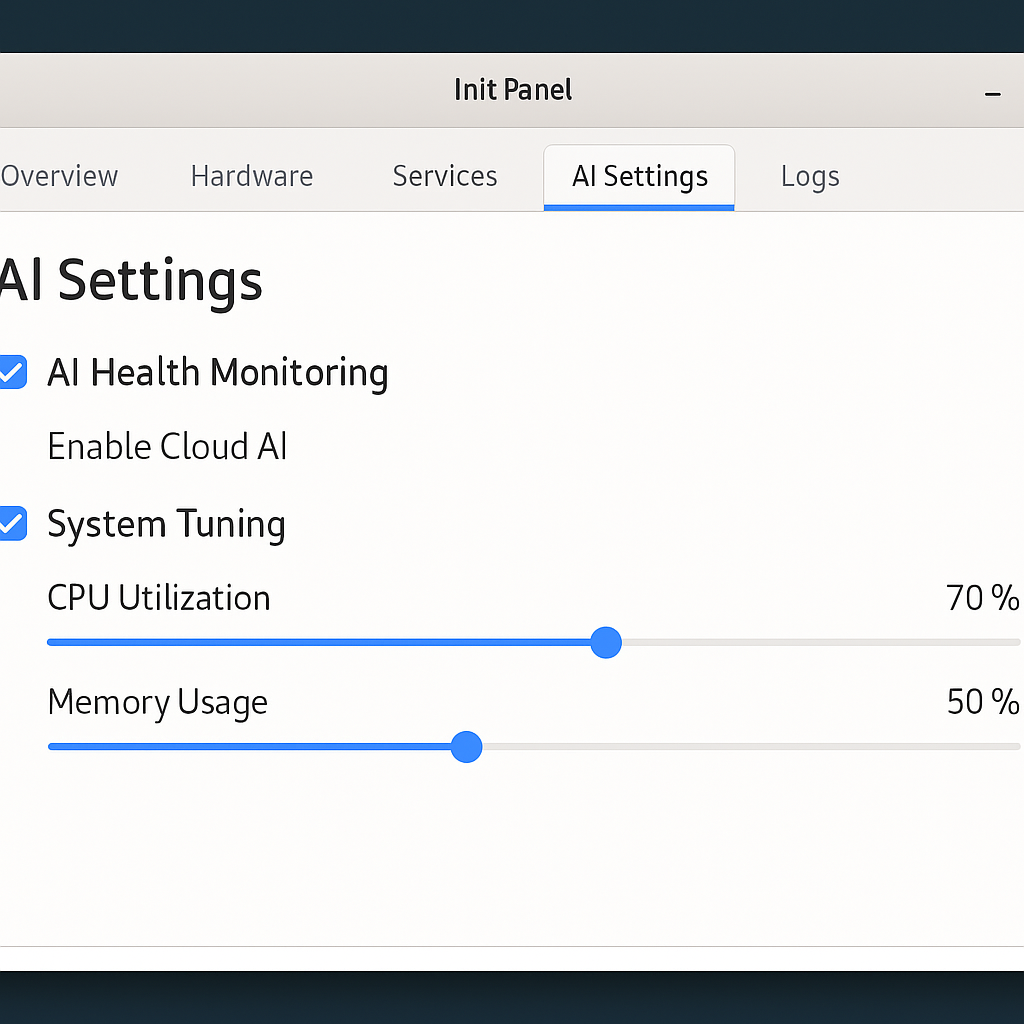 Init Panel
Overview Hardware Services AI Settings Logs
AI Settings
AI Health Monitoring
Enable Cloud AI
System Tuning
CPU Utilization 70 %
Memory Usage 50 %